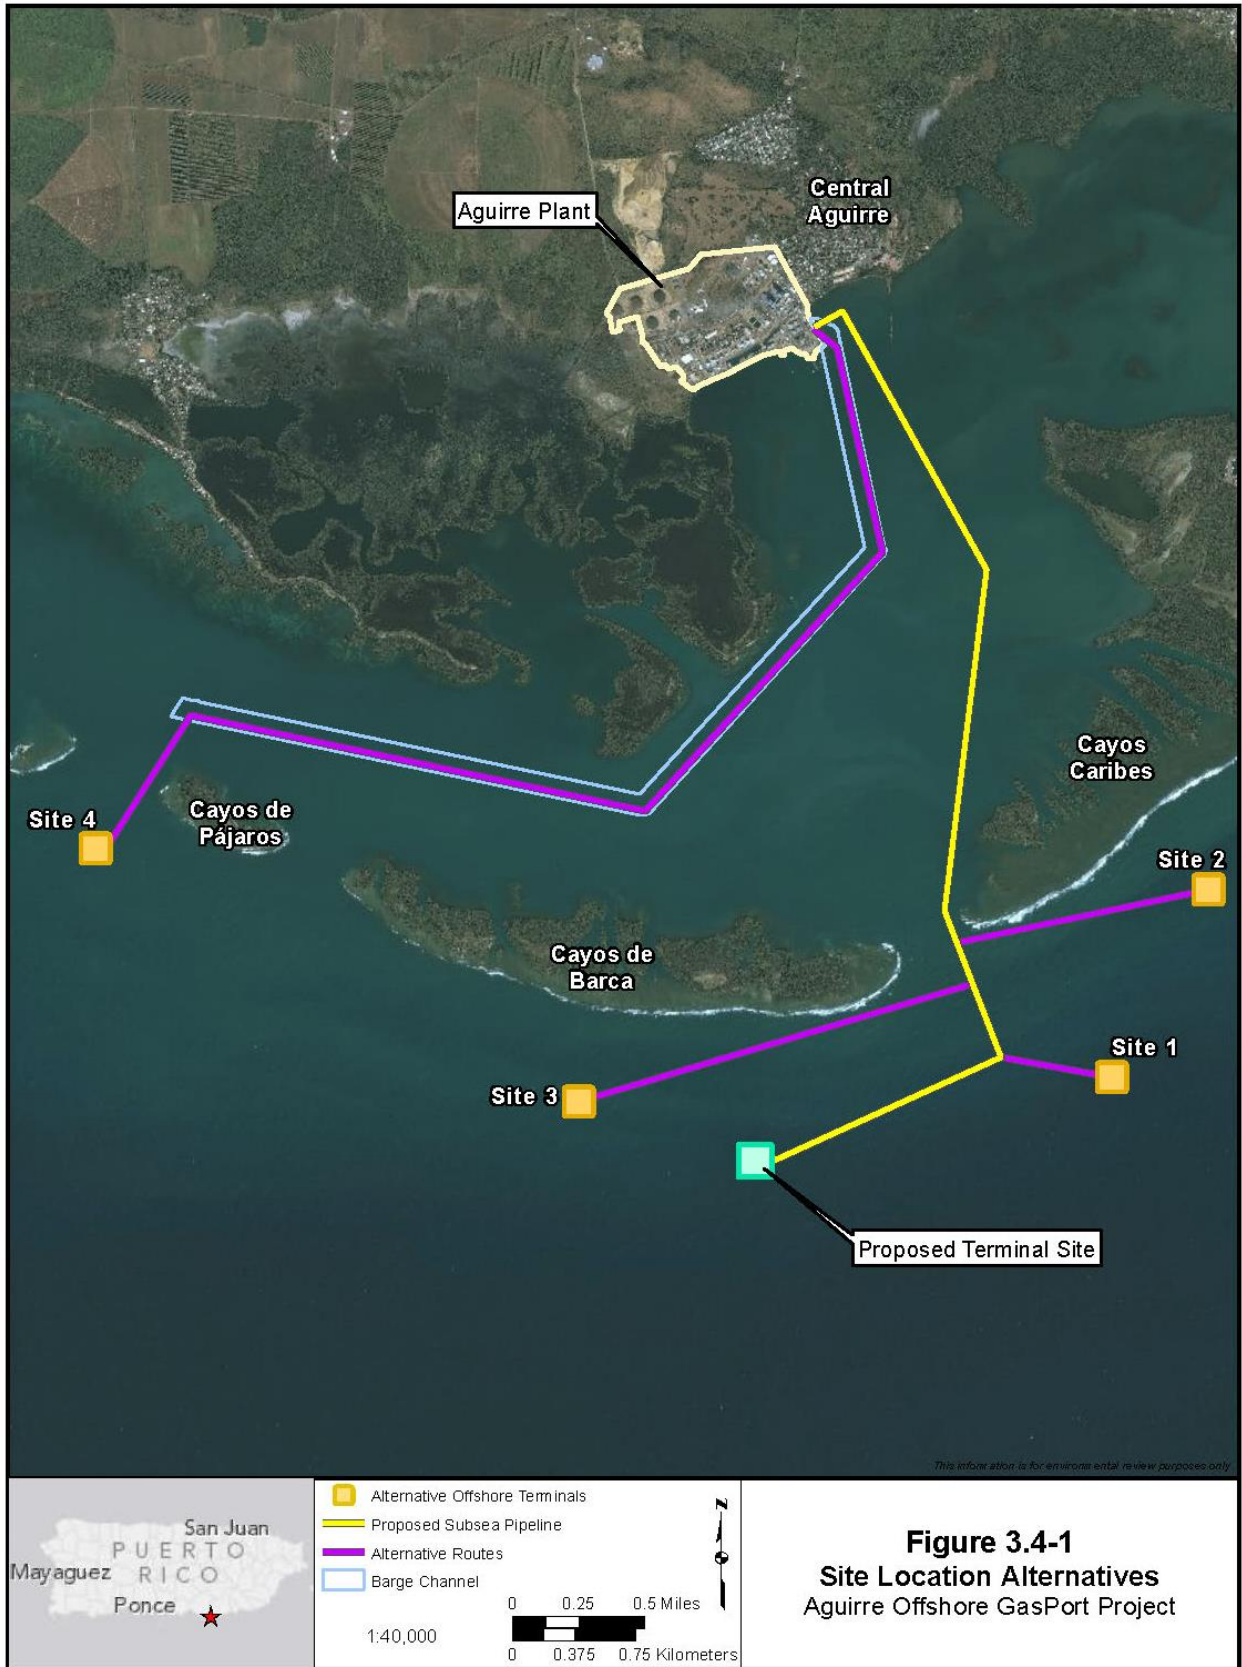 Central
Aguirre
Aguirre Plant
Cayos
Caribes
Cayos de
Pájaros
Site 4
Site 2
Cayos de
Barca
Site 1
Site 3
Proposed Terminal Site
This information is for environmental review purposes only
San Juan
PUERTO
Mayaguez RICO
Ponce
Alternative Offshore Terminals
Proposed Subsea Pipeline
Alternative Routes
Barge Channel
N
1:40,000
0 0.25 0.5 Miles
0 0.375 0.75 Kilometers
Figure 3.4-1
Site Location Alternatives
Aguirre Offshore GasPort Project